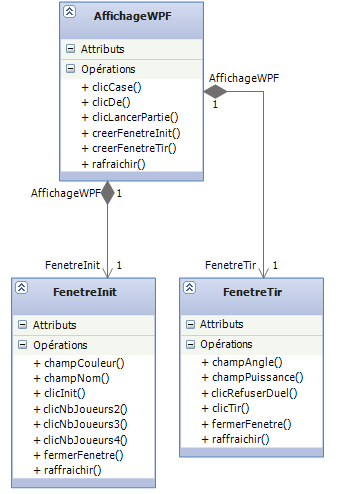 AffichageWPF
Attributs
Opérations
+ clicCase()
+ clicDe()
+ clicLancerPartie()
+ creerFenetreInit()
+ creerFenetreTir()
+ rafraichir()
AffichageWPF
1
AffichageWPF 1
FenetreInit 1
FenetreTir 1
FenetreInit
Attributs
Opérations
+ champCouleur()
+ champNom()
+ clicInit()
+ clicNbJoueurs2()
+ clicNbJoueurs3()
+ clicNbJoueurs4()
+ fermerFenetre()
+ raffraichir()
FenetreTir
Attributs
Opérations
+ champAngle()
+ champPuissance()
+ clicRefuserDuel()
+ clicTir()
+ fermerFenetre()
+ raffraichir()